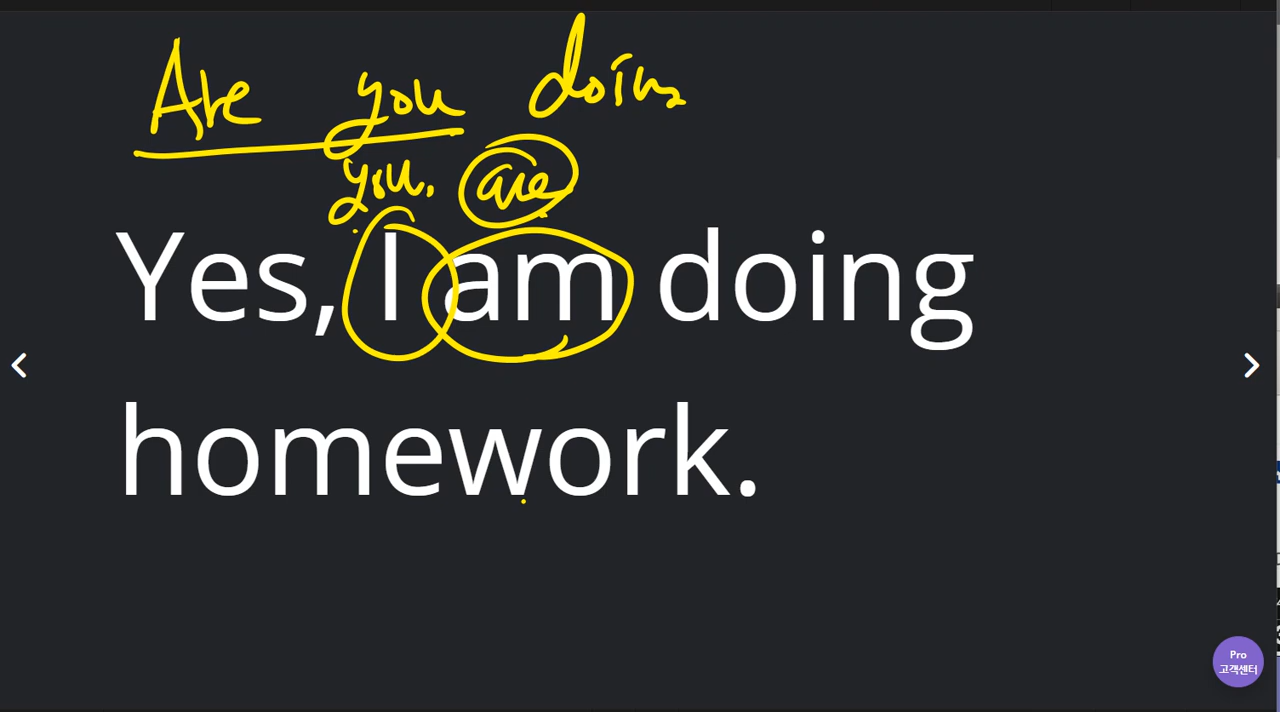 Are you doing
you. are
Yes, I am doing
homework.
Pro
고객센터